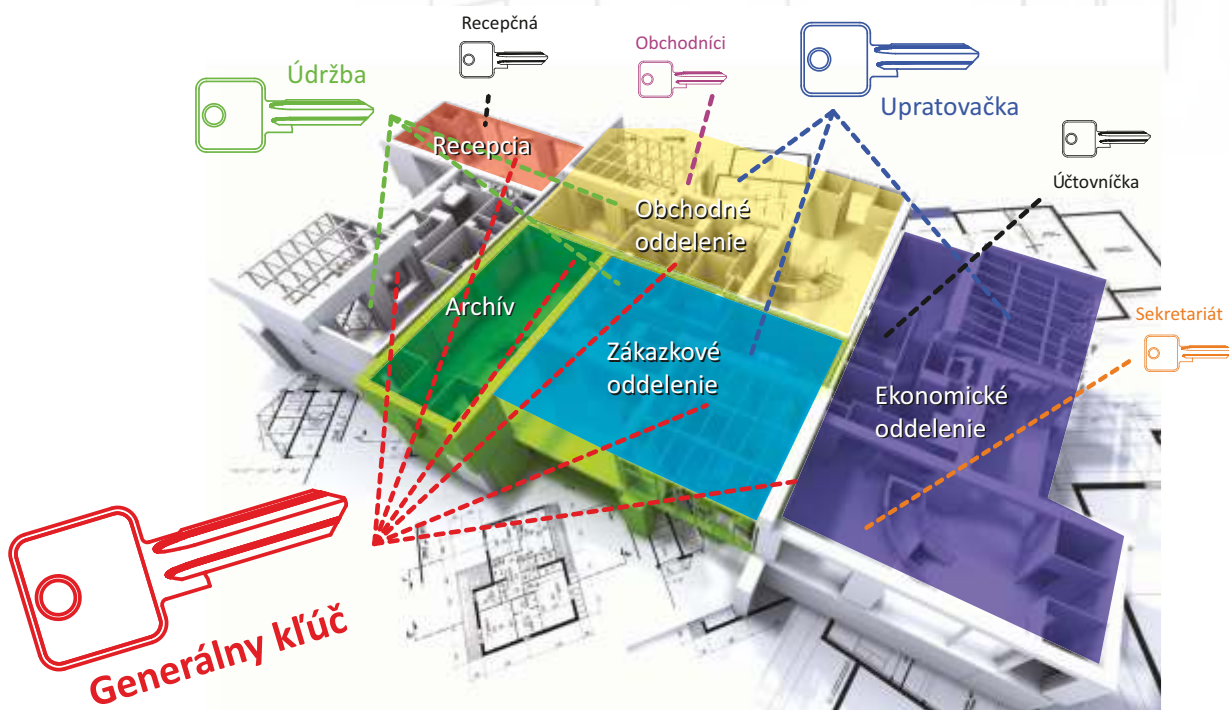 Recepčná
Obchodníci
Údržba
Upratovačka
Recepcia
Účtovníčka
Obchodné
oddelenie
Archív
Sekretariát
Zákazkové
oddelenie
Ekonomické
oddelenie
Generálny kľúč